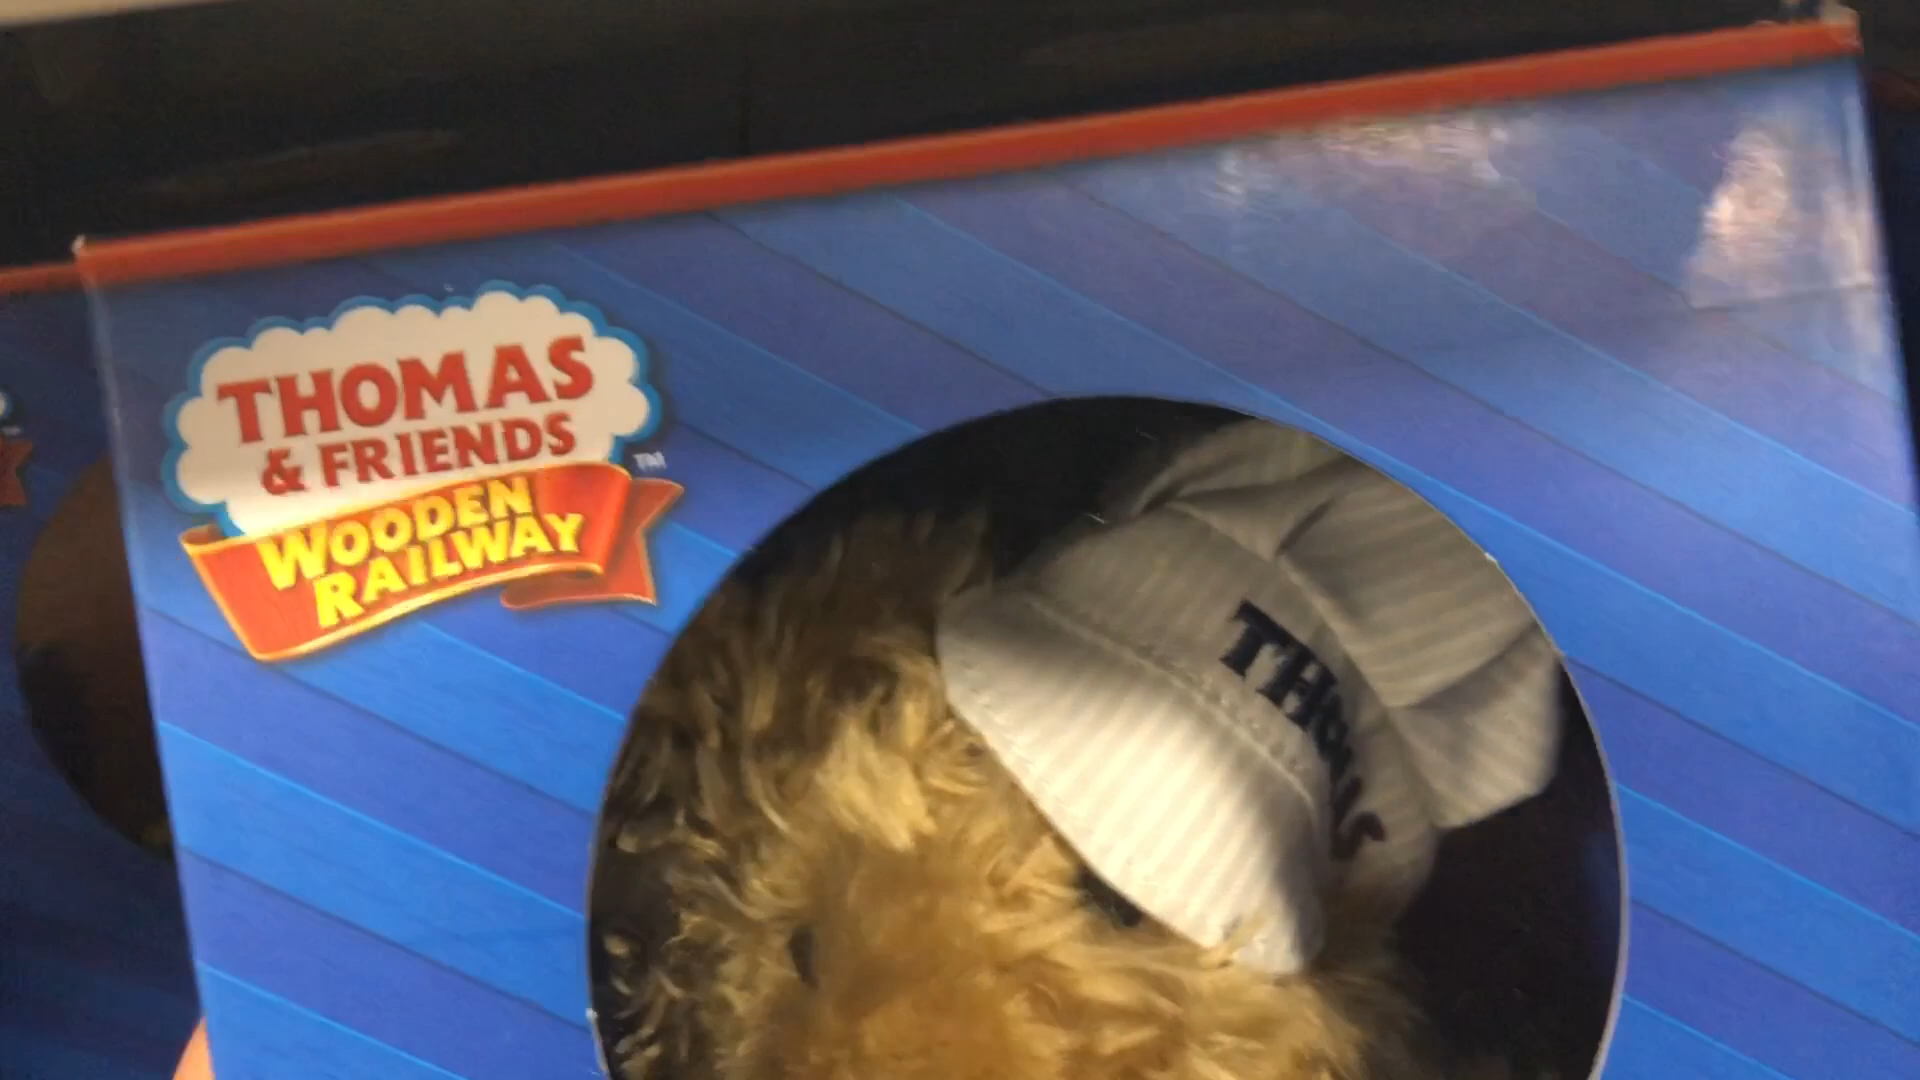 THOMAS
& FRIENDS
TM
WOODEN
RAILWAY
THOMAS